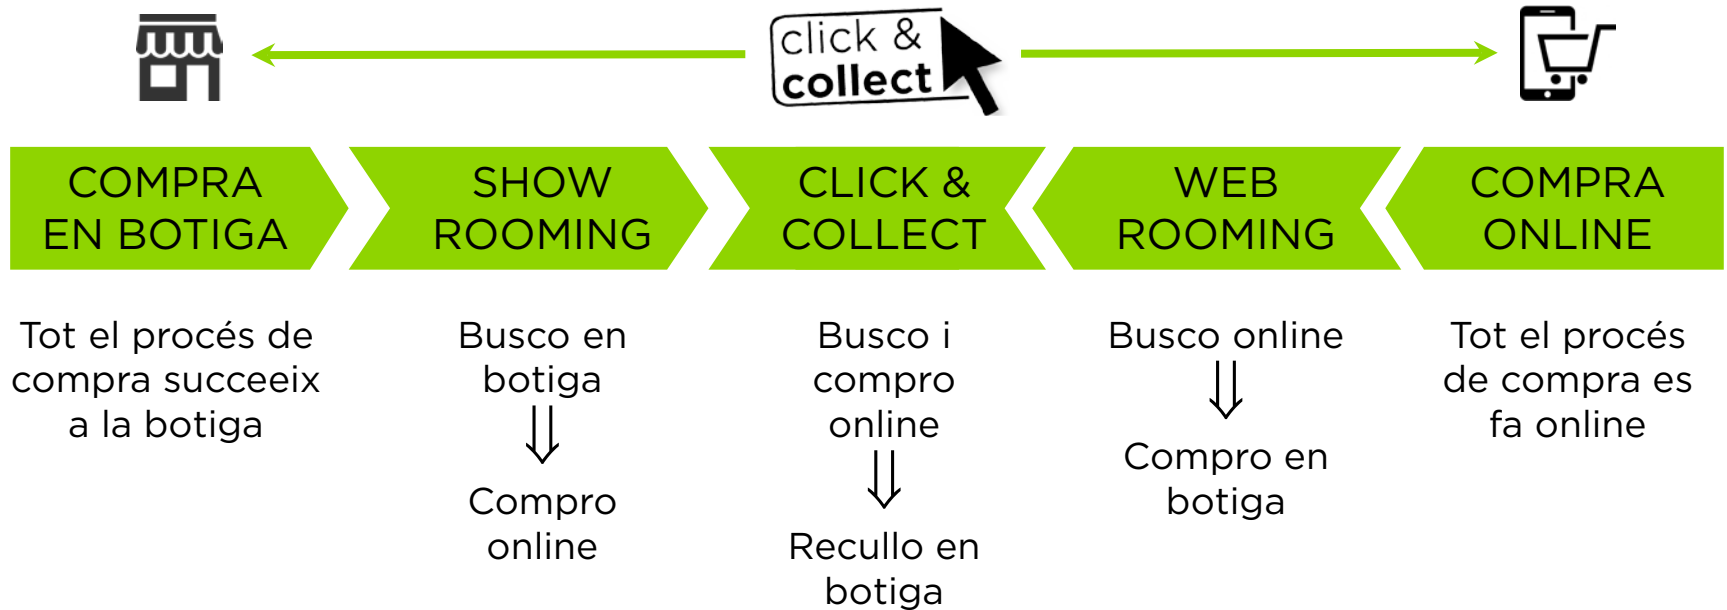 click &
collect
COMPRA
EN BOTIGA
SHOW
ROOMING
CLICK &
COLLECT
WEB
ROOMING
COMPRA
ONLINE
Tot el procés de
compra succeeix
a la botiga
Busco en
botiga
Compro
online
Busco i
compro
online
Recullo en
botiga
Busco online
Compro en
botiga
Tot el procés
de compra es
fa online